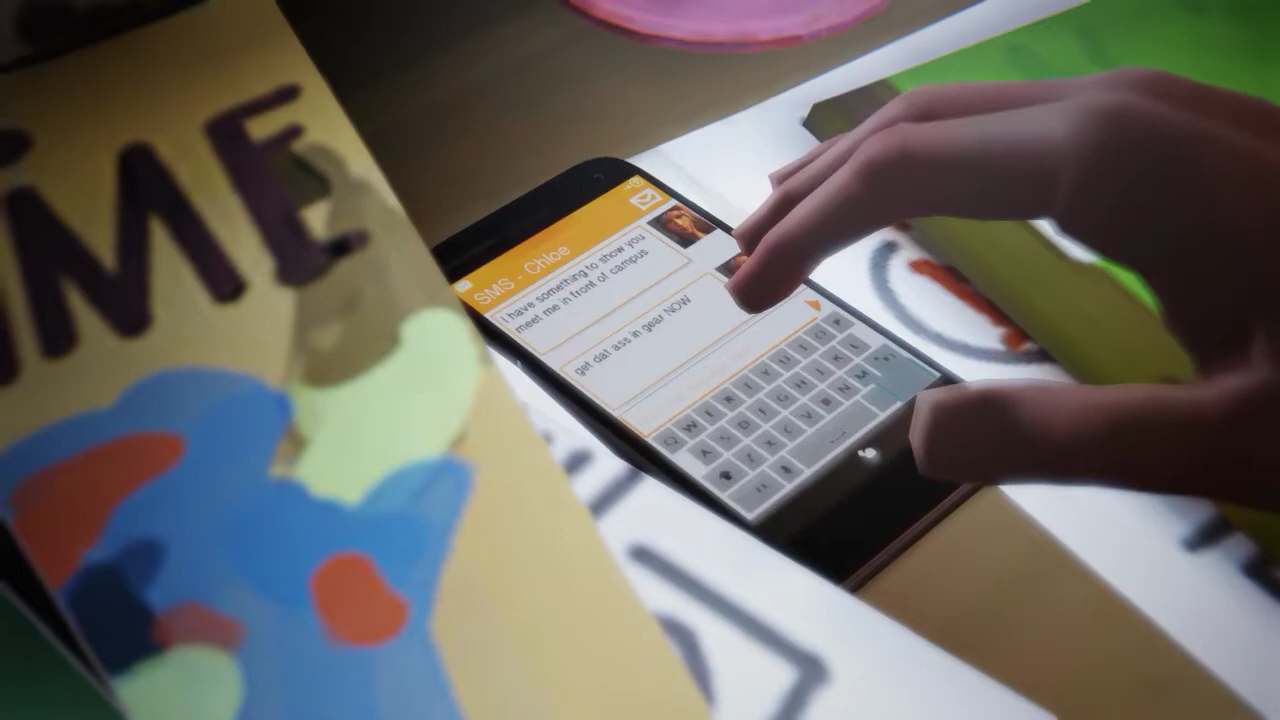 ME
SMS - Chloe
I have something to show you
meet me in front of campus
get dat ass in gear NOW
Q W E R T Y U I O P
A S D F G H J K L
Z X C V B N M